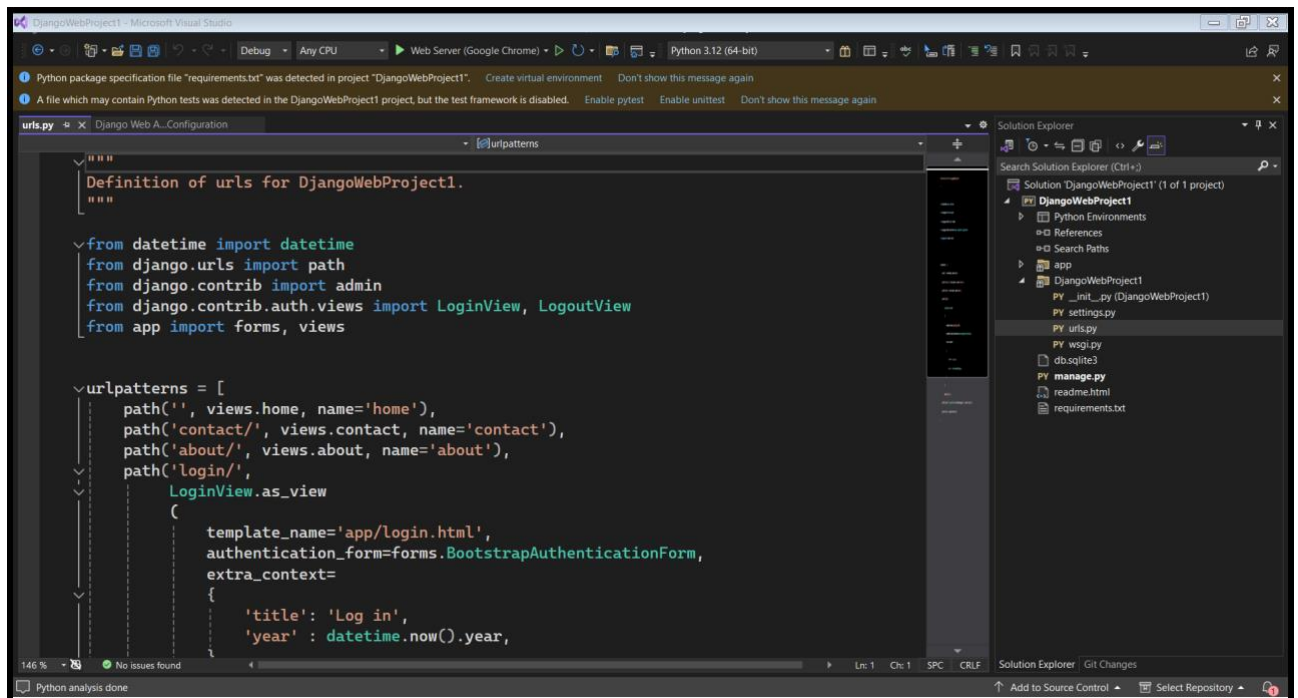 DjangoWebProject1 - Microsoft Visual Studio
Debug Any CPU Web Server (Google Chrome) Python 3.12 (64-bit)
Python package specification file "requirements.txt" was detected in project "DjangoWebProject1". Create virtual environment Don't show this message again
A file which may contain Python tests was detected in the DjangoWebProject1 project, but the test framework is disabled. Enable pytest Enable unittest Don't show this message again
urls.py Django Web A...Configuration
urlpatterns
"""
Definition of urls for DjangoWebProject1.
"""
from datetime import datetime
from django.urls import path
from django.contrib import admin
from django.contrib.auth.views import LoginView, LogoutView
from app import forms, views
urlpatterns = [
path('', views.home, name='home'),
path('contact/', views.contact, name='contact'),
path('about/', views.about, name='about'),
path('login/',
LoginView.as_view
(
template_name='app/login.html',
authentication_form=forms.BootstrapAuthenticationForm,
extra_context=
{
'title': 'Log in',
'year' : datetime.now().year,
146 % No issues found Ln: 1 Ch: 1 SPC CRLF
Solution Explorer
Search Solution Explorer (Ctrl+;)
Solution 'DjangoWebProject1' (1 of 1 project)
PY DjangoWebProject1
Python Environments
References
Search Paths
app
DjangoWebProject1
PY __init__.py (DjangoWebProject1)
PY settings.py
PY urls.py
PY wsgi.py
db.sqlite3
PY manage.py
readme.html
requirements.txt
Solution Explorer Git Changes
Python analysis done Add to Source Control Select Repository